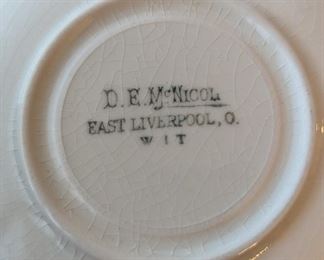 D.E. McNICOL
EAST LIVERPOOL, O.
W I T